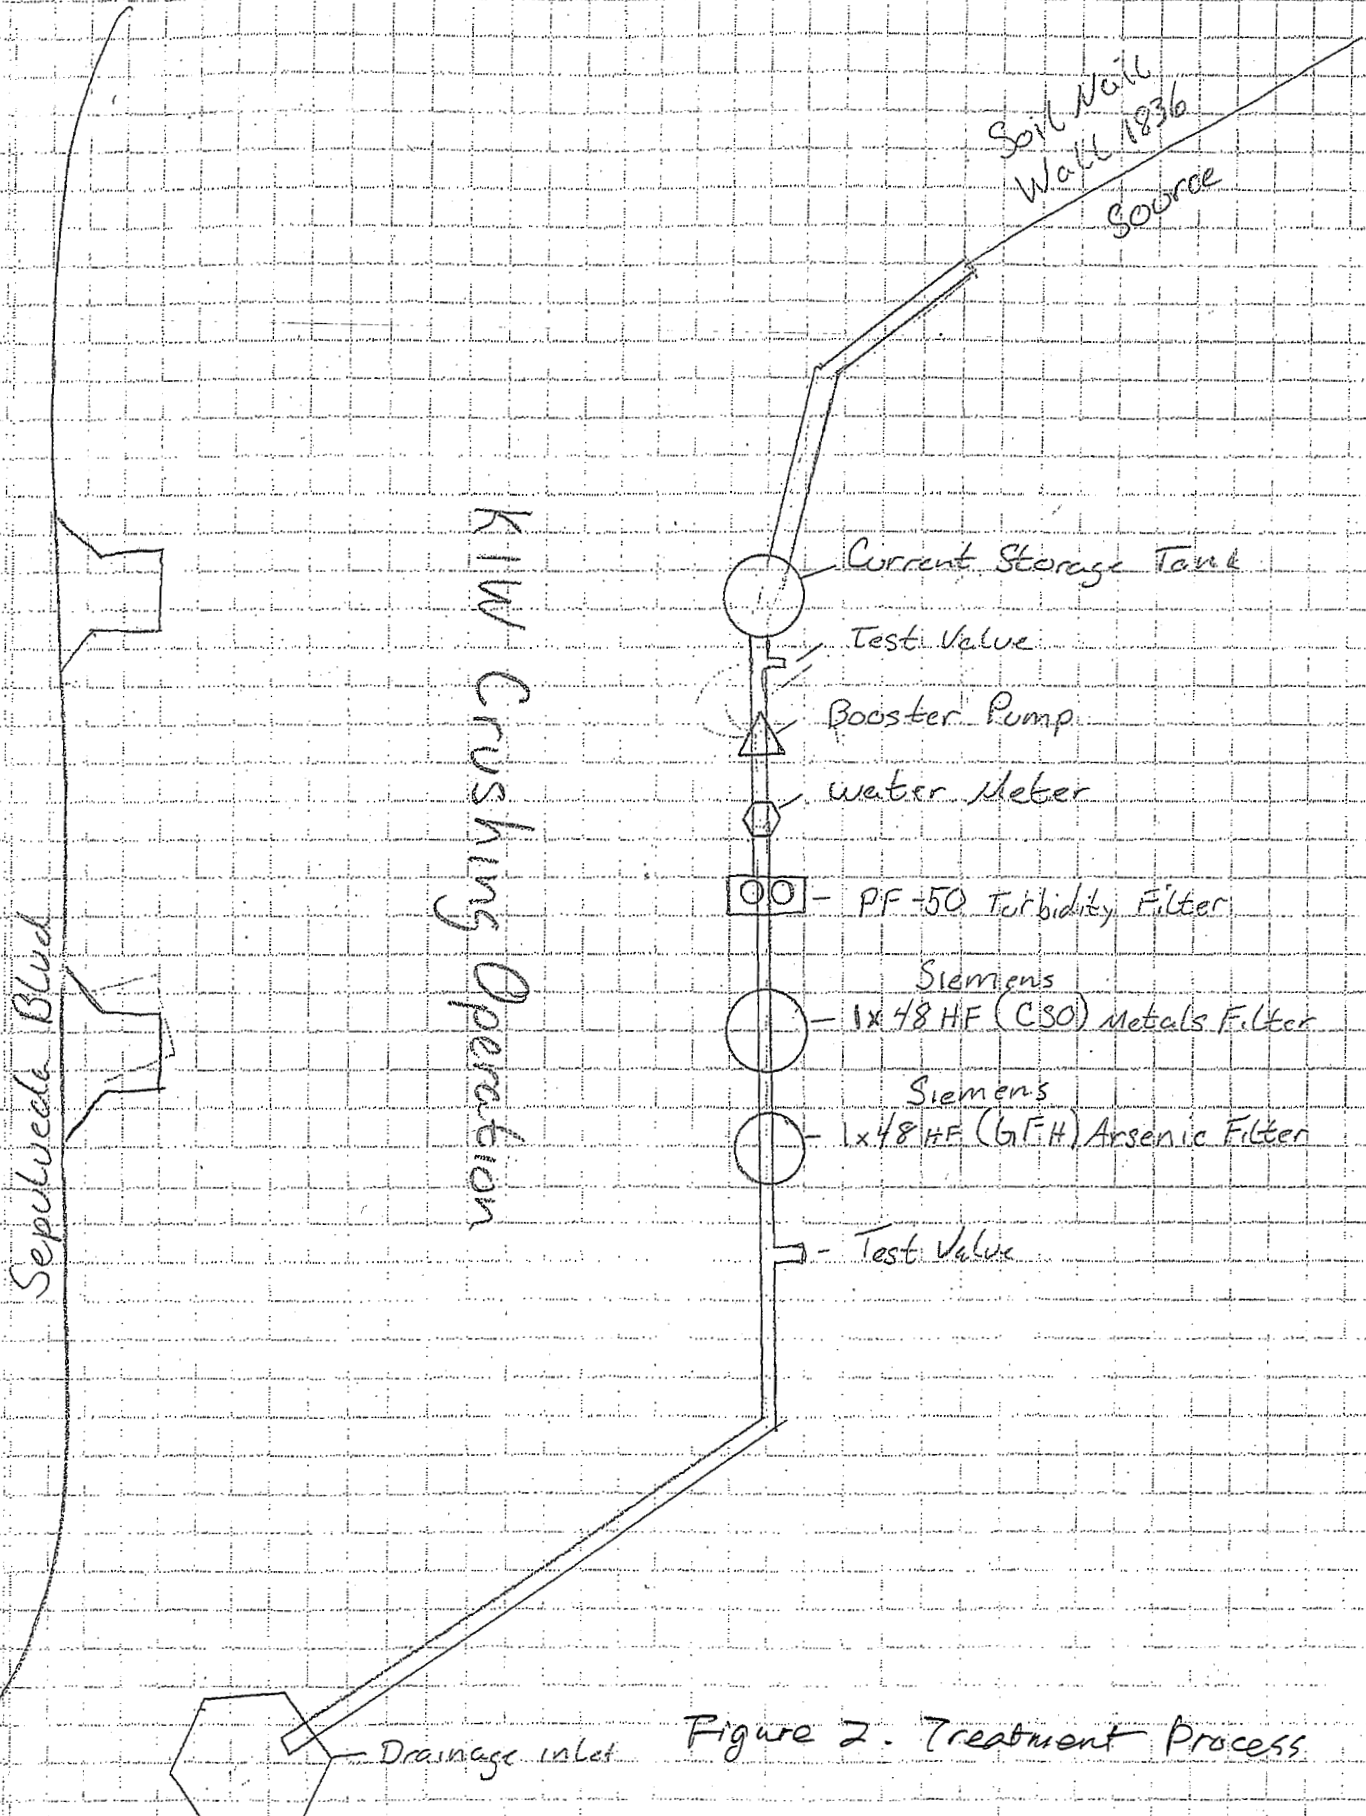 Soil Nail
Wall 1836
Source
Current Storage Tank
Test Valve
Booster Pump
Water Meter
PF-50 Turbidity Filter
Siemens
1x48 HF (CSO) Metals Filter
Siemens
1x48 HF (GFH) Arsenic Filter
Test Valve
KIW Crushing Operation
Sepulveda Blvd
Drainage inlet
Figure 2. Treatment Process